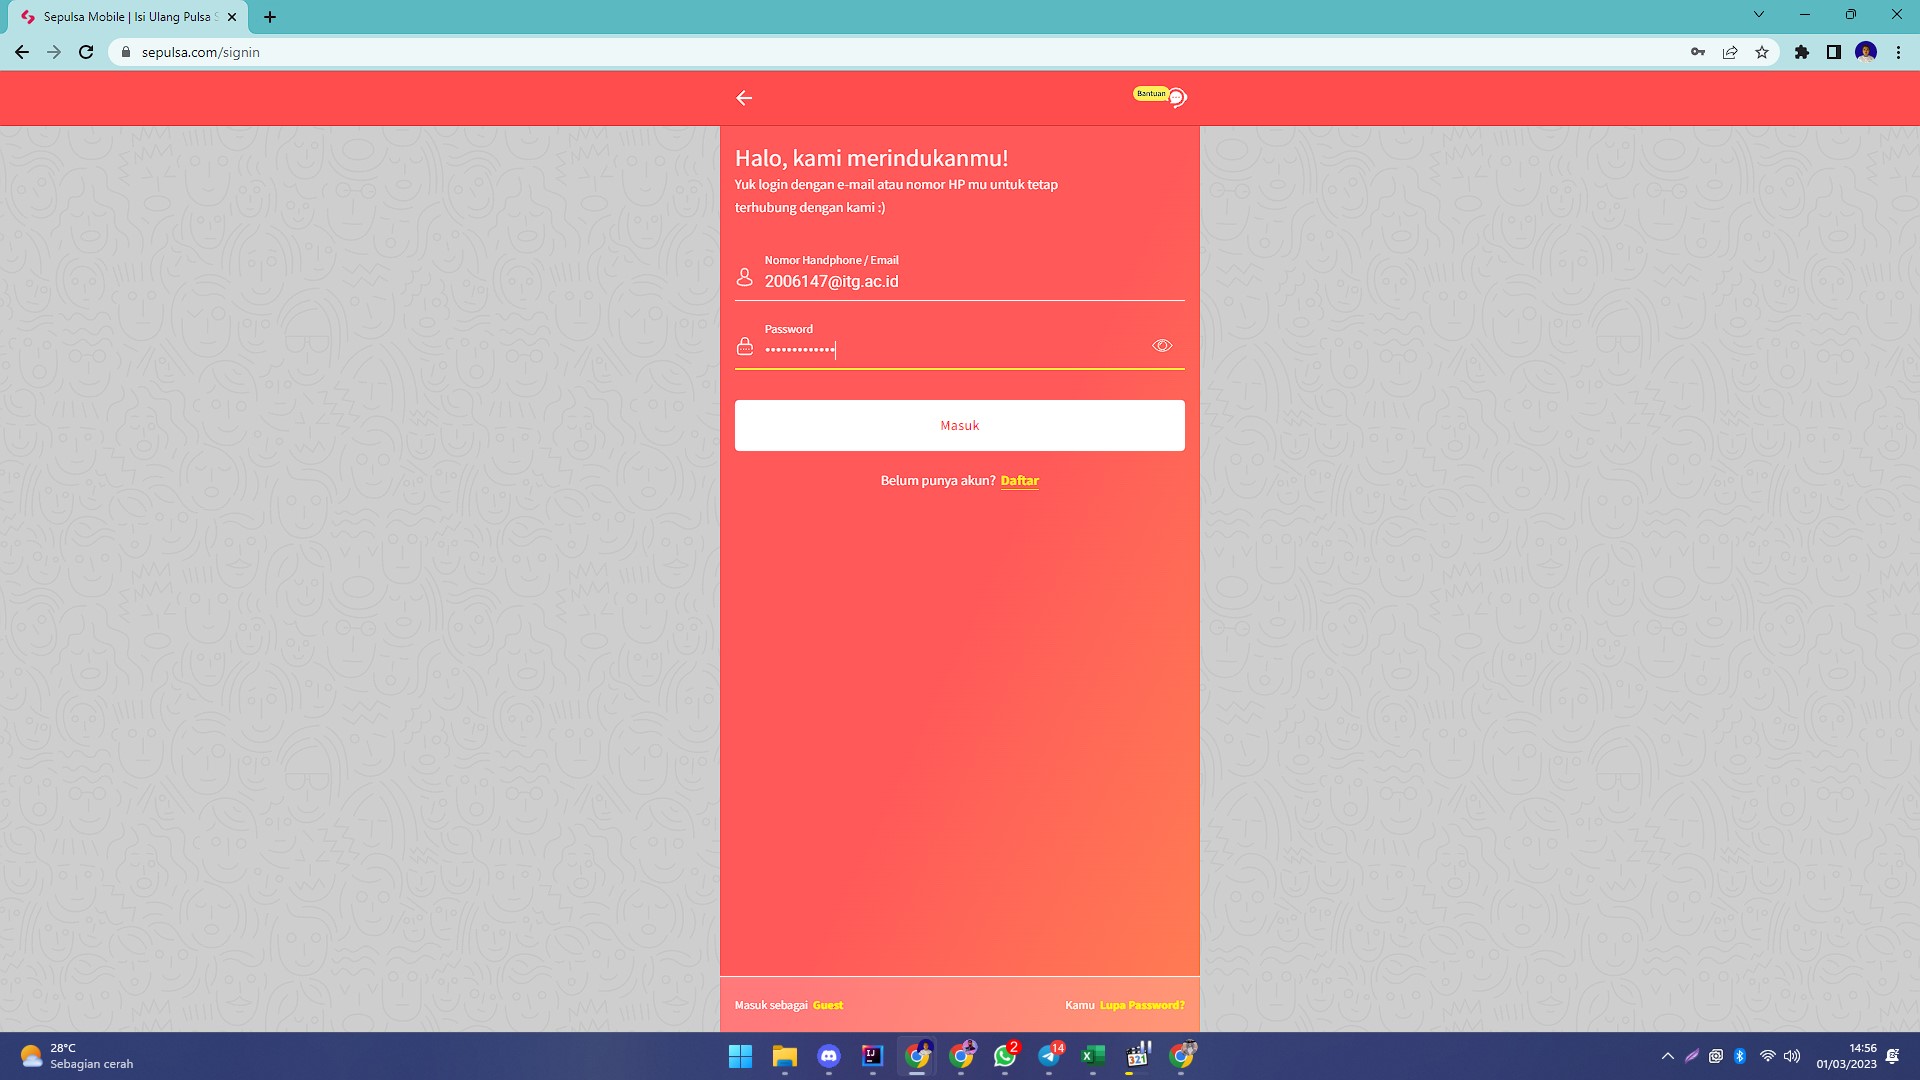 Sepulsa Mobile | Isi Ulang Pulsa
sepulsa.com/signin
Bantuan
Halo, kami merindukanmu!
Yuk login dengan e-mail atau nomor HP mu untuk tetap
terhubung dengan kami :)
Nomor Handphone / Email
2006147@itg.ac.id
Password
•••••••••••••
Masuk
Belum punya akun? Daftar
Masuk sebagai Guest
Kamu Lupa Password?
28°C
Sebagian cerah
IJ
2
14
X
321
14:56
01/03/2023